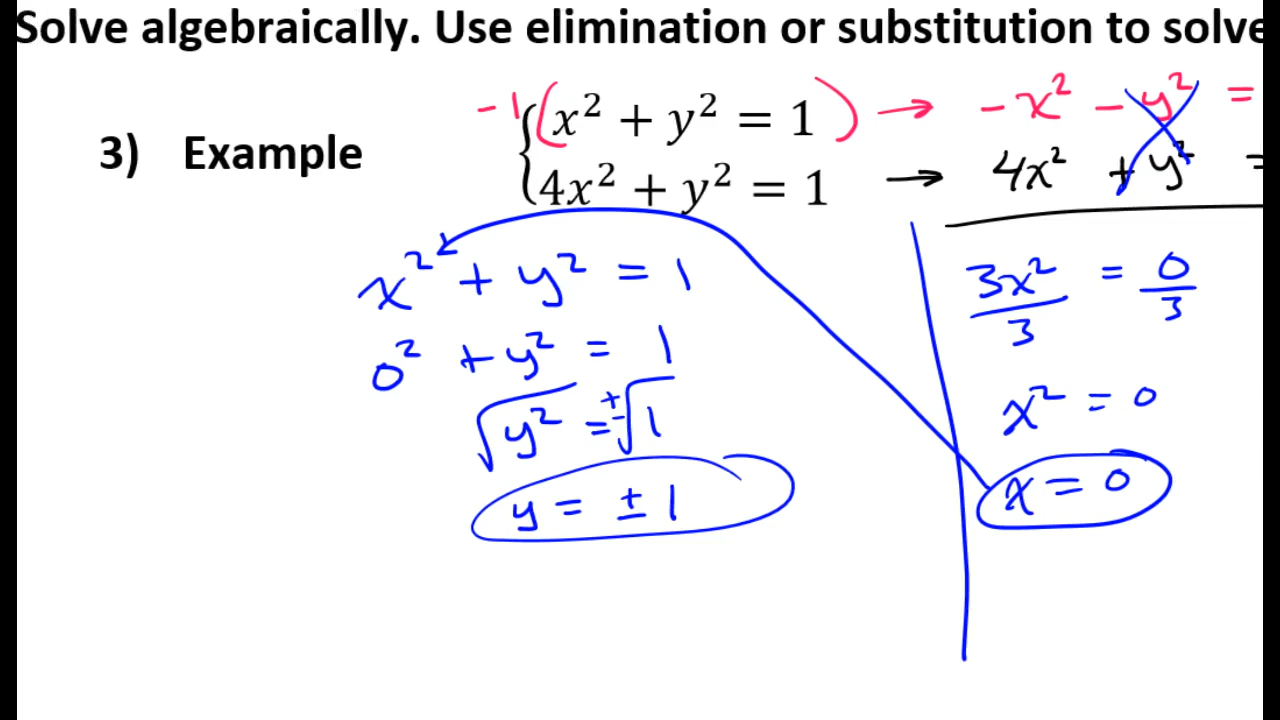 Solve algebraically. Use elimination or substitution to solve
3) Example
-1(x² + y² = 1) → -x² - y² =
4x² + y² = 1 → 4x² + y² =
x² + y² = 1
3x²/3 = 0/3
0² + y² = 1
√y² = ±√1
x² = 0
y = ± 1
x = 0